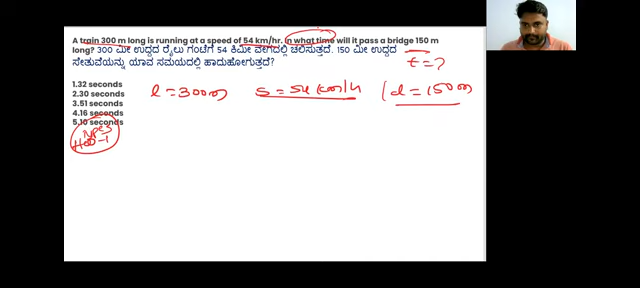 A train 300 m long is running at a speed of 54 km/hr. In what time will it pass a bridge 150 m
long? 300 ಮೀ ಉದ್ದದ ರೈಲು ಗಂಟೆಗೆ 54 ಕಿಮೀ ವೇಗದಲ್ಲಿ ಚಲಿಸುತ್ತದೆ. 150 ಮೀ ಉದ್ದದ
ಸೇತುವೆಯನ್ನು ಯಾವ ಸಮಯದಲ್ಲಿ ಹಾದುಹೋಗುತ್ತದೆ?
t = ?
l = 300m s = 54 km/h d = 150m
1.32 seconds
2.30 seconds
3.51 seconds
4.16 seconds
5.10 seconds